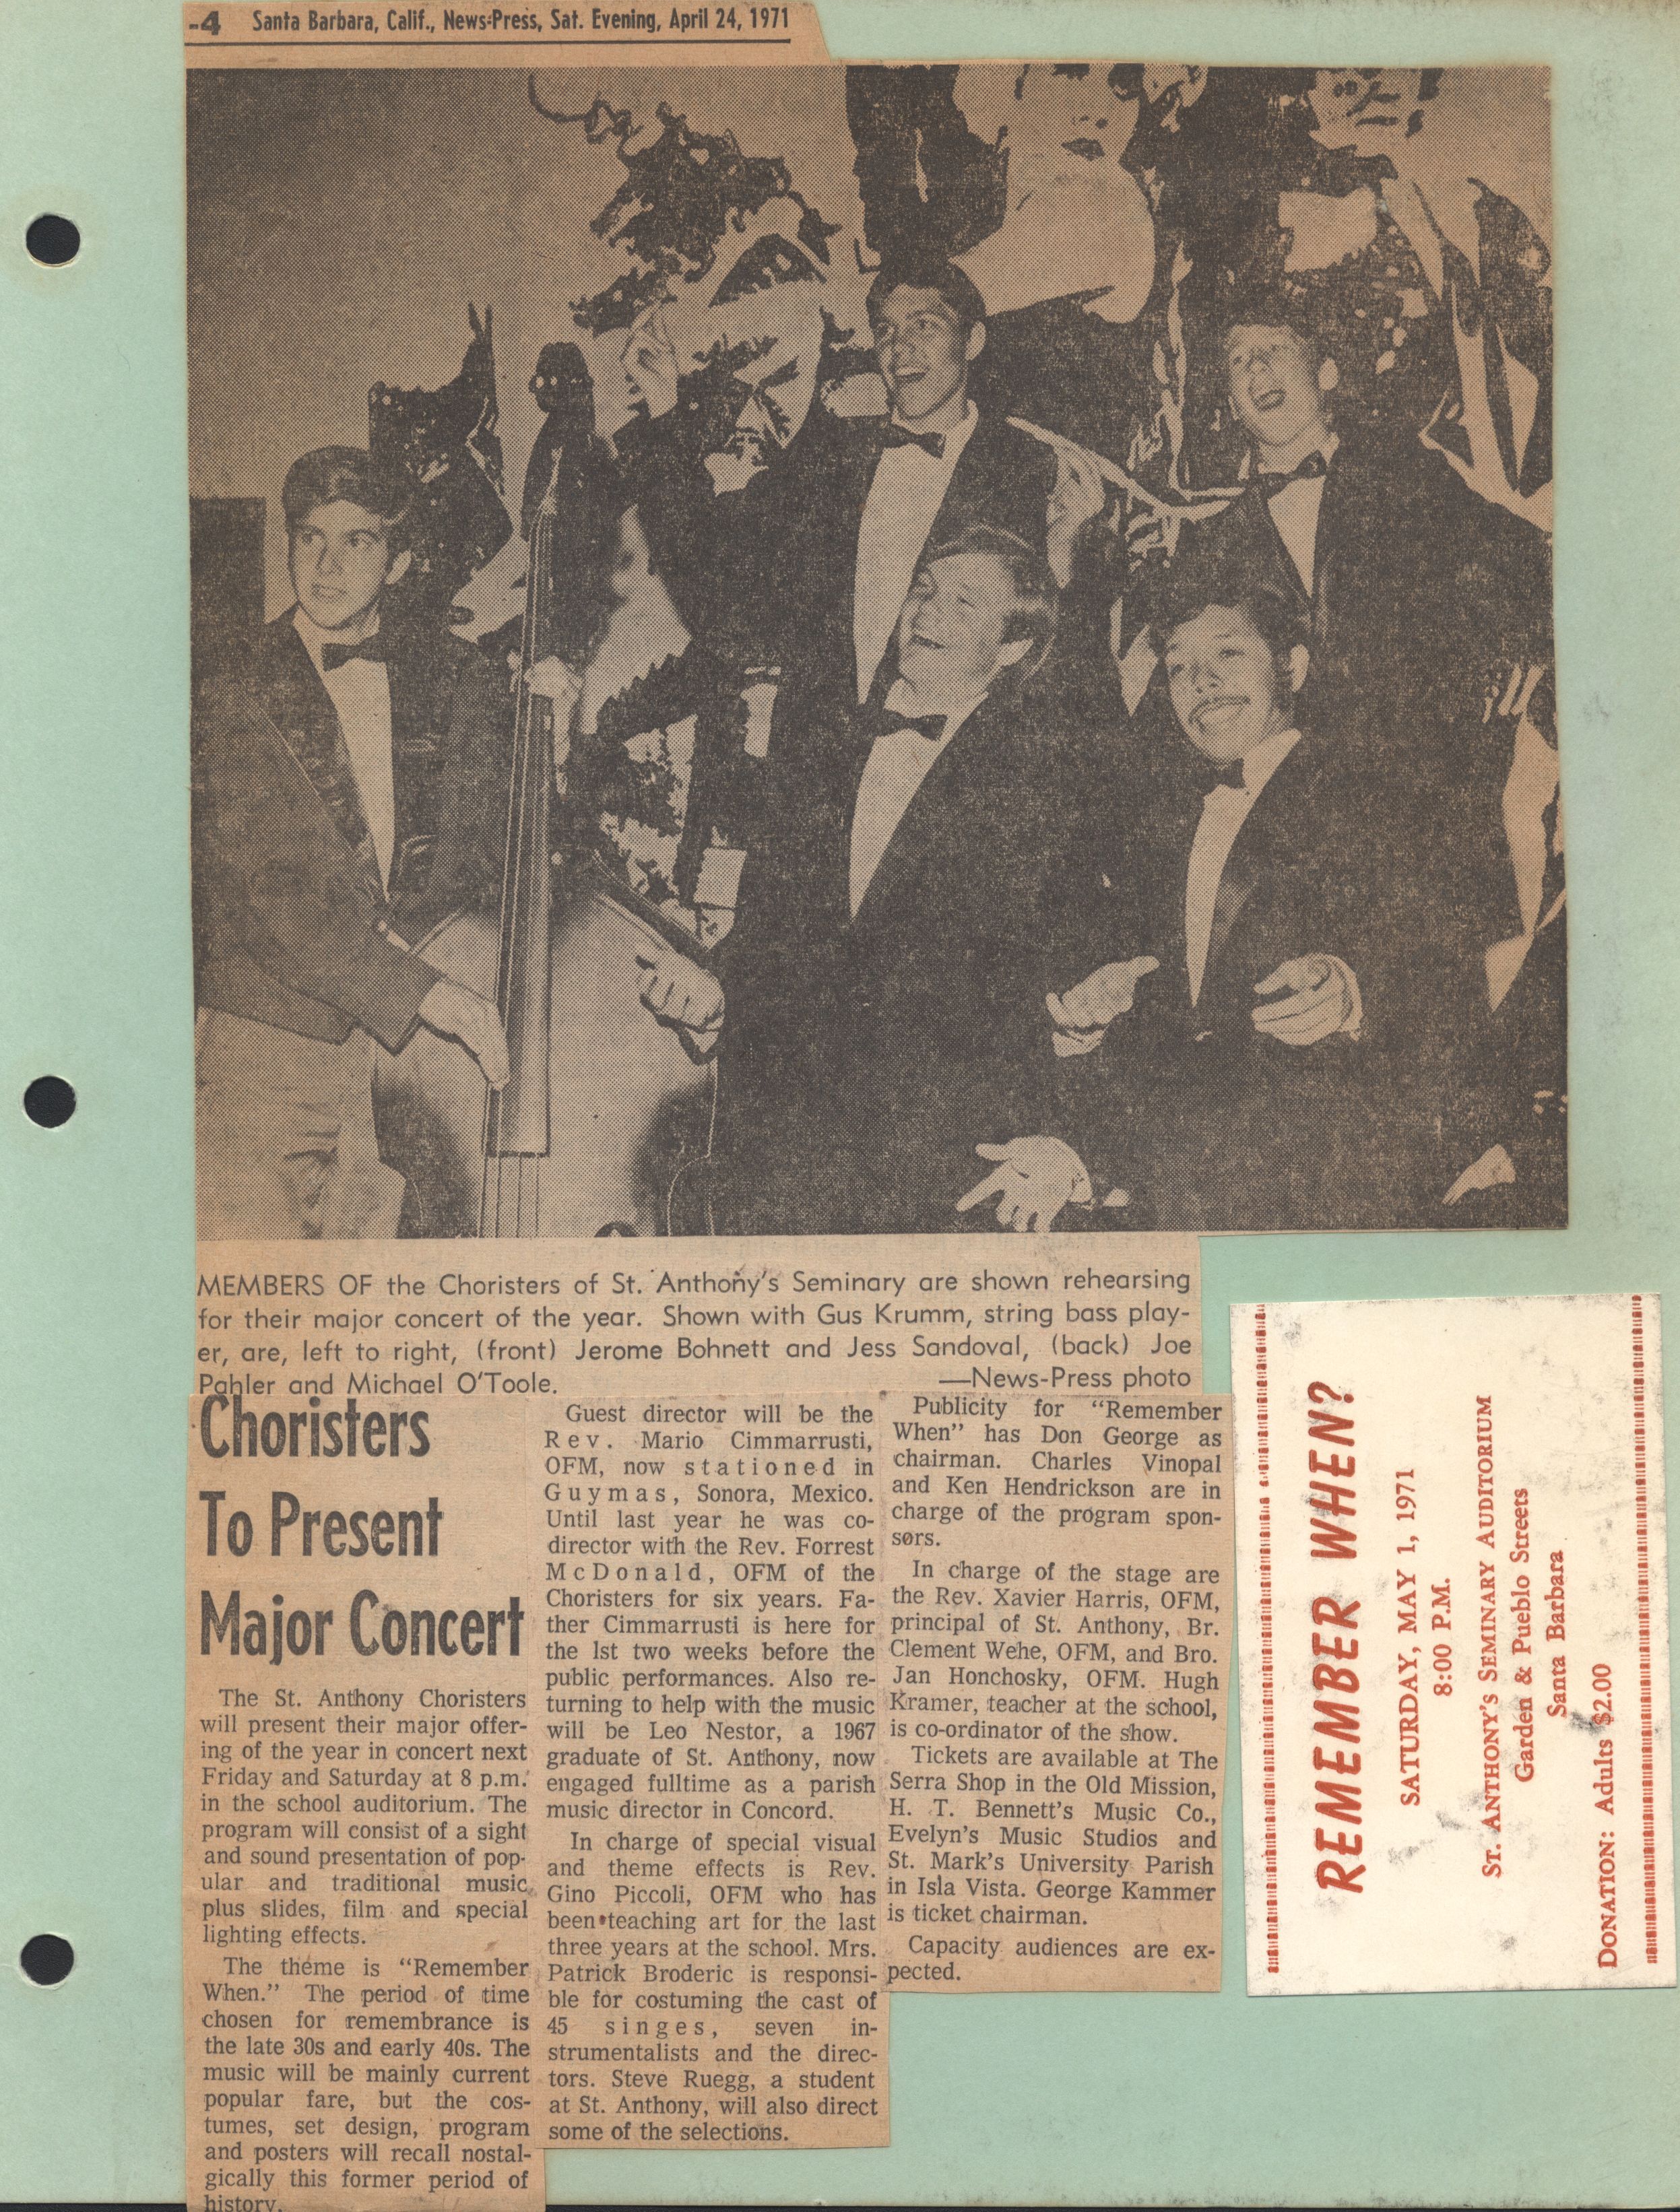 -4 Santa Barbara, Calif., News-Press, Sat. Evening, April 24, 1971
MEMBERS OF the Choristers of St. Anthony's Seminary are shown rehearsing
for their major concert of the year. Shown with Gus Krumm, string bass play-
er, are, left to right, (front) Jerome Bohnett and Jess Sandoval, (back) Joe
Pahler and Michael O'Toole. —News-Press photo
Choristers
To Present
Major Concert
The St. Anthony Choristers
will present their major offer-
ing of the year in concert next
Friday and Saturday at 8 p.m.
in the school auditorium. The
program will consist of a sight
and sound presentation of pop-
ular and traditional music
plus slides, film and special
lighting effects.
The theme is "Remember
When." The period of time
chosen for remembrance is
the late 30s and early 40s. The
music will be mainly current
popular fare, but the cos-
tumes, set design, program
and posters will recall nostal-
gically this former period of
history.
Guest director will be the
Rev. Mario Cimmarrusti,
OFM, now stationed in
Guymas, Sonora, Mexico.
Until last year he was co-
director with the Rev. Forrest
McDonald, OFM of the
Choristers for six years. Fa-
ther Cimmarrusti is here for
the lst two weeks before the
public performances. Also re-
turning to help with the music
will be Leo Nestor, a 1967
graduate of St. Anthony, now
engaged fulltime as a parish
music director in Concord.
In charge of special visual
and theme effects is Rev.
Gino Piccoli, OFM who has
been teaching art for the last
three years at the school. Mrs.
Patrick Broderic is responsi-
ble for costuming the cast of
45 singes, seven in-
strumentalists and the direc-
tors. Steve Ruegg, a student
at St. Anthony, will also direct
some of the selections.
Publicity for "Remember
When" has Don George as
chairman. Charles Vinopal
and Ken Hendrickson are in
charge of the program spon-
sors.
In charge of the stage are
the Rev. Xavier Harris, OFM,
principal of St. Anthony, Br.
Clement Wehe, OFM, and Bro.
Jan Honchosky, OFM. Hugh
Kramer, teacher at the school,
is co-ordinator of the show.
Tickets are available at The
Serra Shop in the Old Mission,
H. T. Bennett's Music Co.,
Evelyn's Music Studios and
St. Mark's University Parish
in Isla Vista. George Kammer
is ticket chairman.
Capacity audiences are ex-
pected.
REMEMBER WHEN?
SATURDAY, MAY 1, 1971
8:00 P.M.
ST. ANTHONY'S SEMINARY AUDITORIUM
Garden & Pueblo Streets
Santa Barbara
DONATION: Adults $2.00